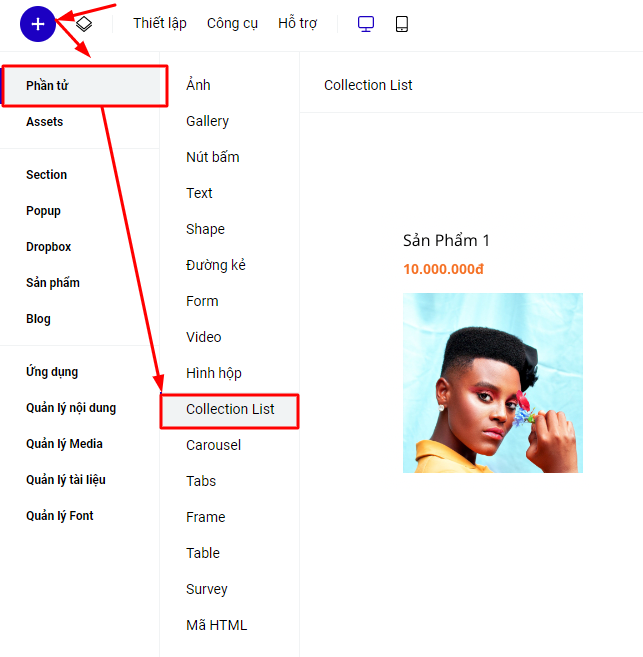 Thiết lập Công cụ Hỗ trợ
Phần tử
Assets
Section
Popup
Dropbox
Sản phẩm
Blog
Ứng dụng
Quản lý nội dung
Quản lý Media
Quản lý tài liệu
Quản lý Font
Ảnh
Gallery
Nút bấm
Text
Shape
Đường kẻ
Form
Video
Hình hộp
Collection List
Carousel
Tabs
Frame
Table
Survey
Mã HTML
Collection List
Sản Phẩm 1
10.000.000đ